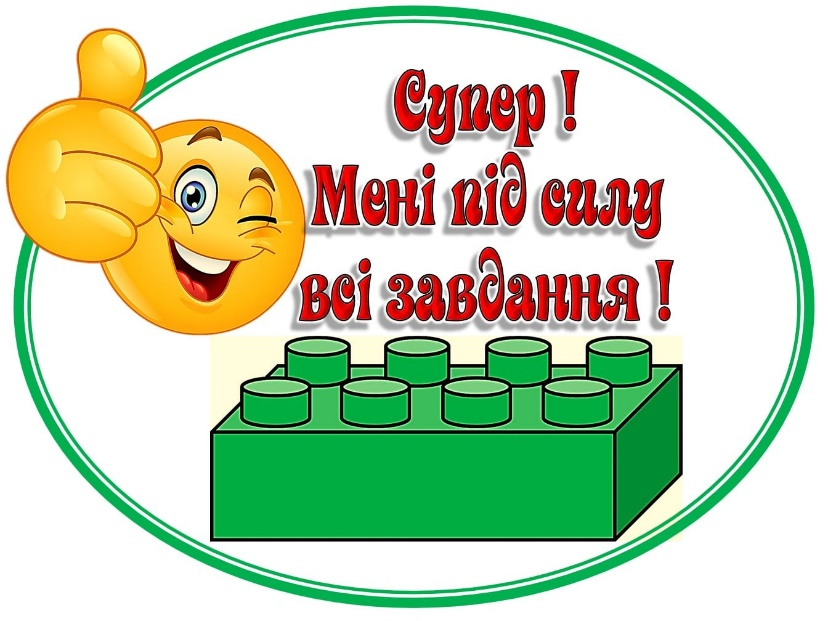 Супер !
Мені під силу
всі завдання !